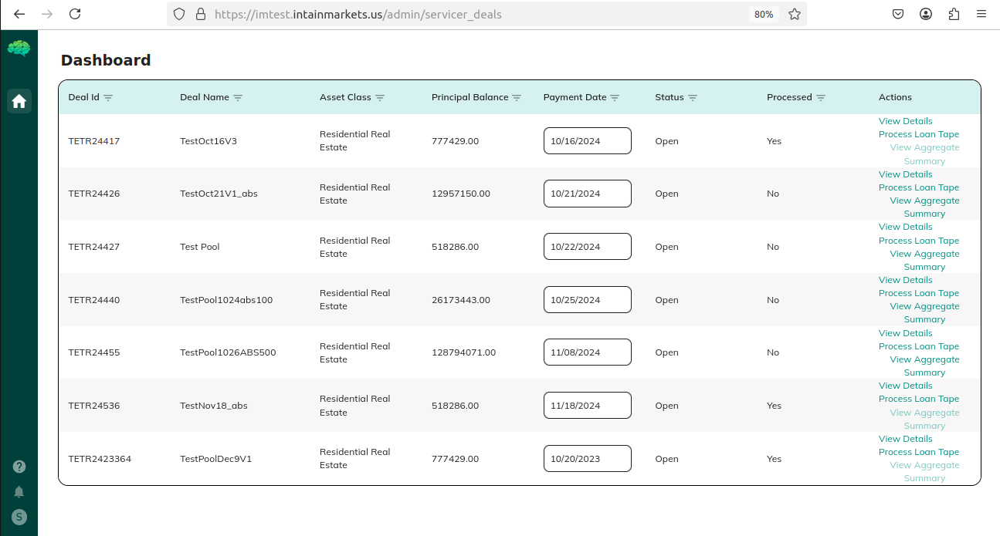 https://imtest.intainmarkets.us/admin/servicer_deals 80%
Dashboard
Deal Id Deal Name Asset Class Principal Balance Payment Date Status Processed Actions
TETR24417 TestOct16V3 Residential Real Estate 777429.00 10/16/2024 Open Yes View Details
Process Loan Tape
View Aggregate
Summary
TETR24426 TestOct21V1_abs Residential Real Estate 12957150.00 10/21/2024 Open No View Details
Process Loan Tape
View Aggregate
Summary
TETR24427 Test Pool Residential Real Estate 518286.00 10/22/2024 Open No View Details
Process Loan Tape
View Aggregate
Summary
TETR24440 TestPool1024abs100 Residential Real Estate 26173443.00 10/25/2024 Open No View Details
Process Loan Tape
View Aggregate
Summary
TETR24455 TestPool1026ABS500 Residential Real Estate 128794071.00 11/08/2024 Open No View Details
Process Loan Tape
View Aggregate
Summary
TETR24536 TestNov18_abs Residential Real Estate 518286.00 11/18/2024 Open Yes View Details
Process Loan Tape
View Aggregate
Summary
TETR2423364 TestPoolDec9V1 Residential Real Estate 777429.00 10/20/2023 Open Yes View Details
Process Loan Tape
View Aggregate
Summary
?
S